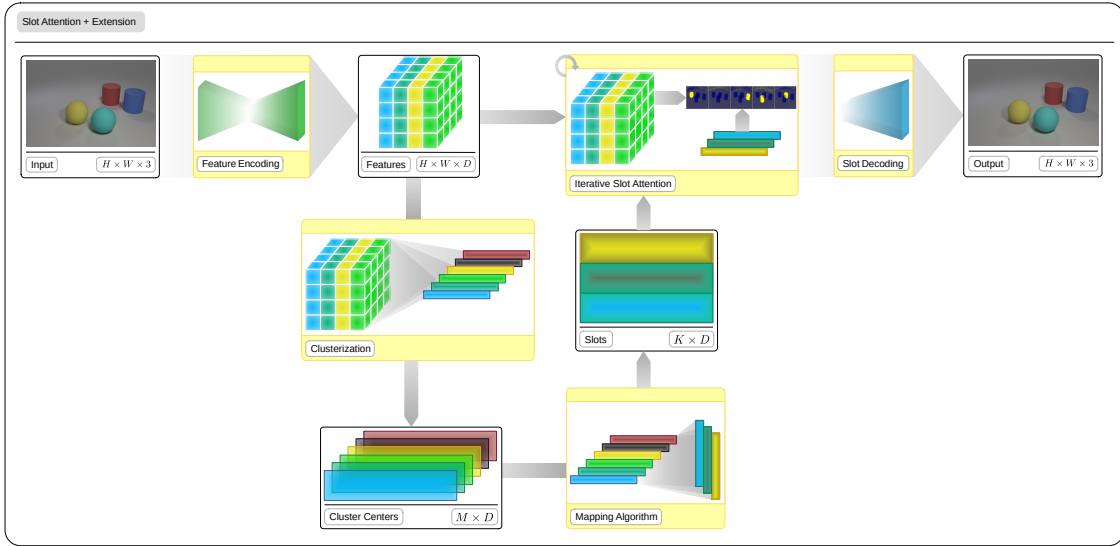 Slot Attention + Extension
Input
H × W × 3
Feature Encoding
Features
H × W × D
Iterative Slot Attention
Slot Decoding
Output
H × W × 3
Clusterization
Slots
K × D
Cluster Centers
M × D
Mapping Algorithm